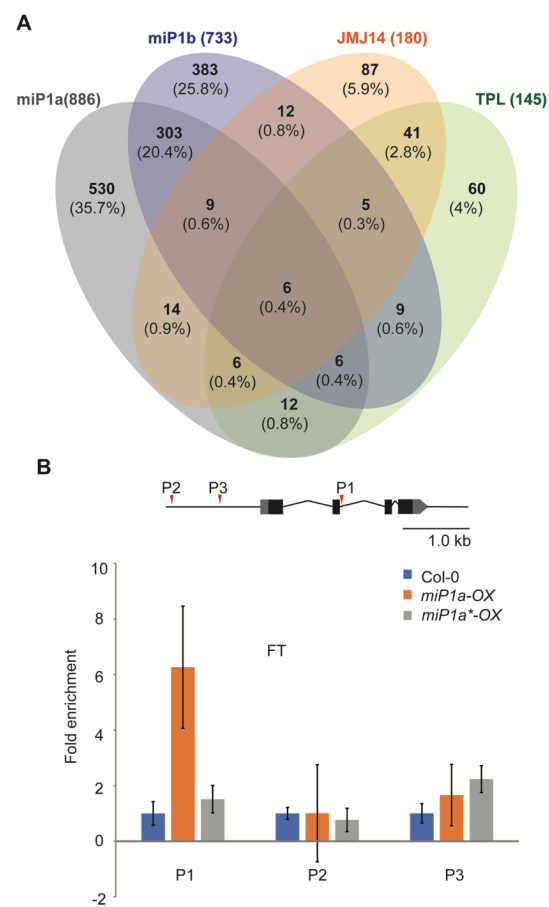 A
miP1b (733)
JMJ14 (180)
miP1a(886)
TPL (145)
383
(25.8%)
87
(5.9%)
12
(0.8%)
303
(20.4%)
41
(2.8%)
530
(35.7%)
60
(4%)
9
(0.6%)
5
(0.3%)
6
(0.4%)
14
(0.9%)
9
(0.6%)
6
(0.4%)
6
(0.4%)
12
(0.8%)
B
P2 P3 P1
1.0 kb
Col-0
miP1a-OX
miP1a*-OX
FT
Fold enrichment
10
8
6
4
2
0
-2
P1 P2 P3